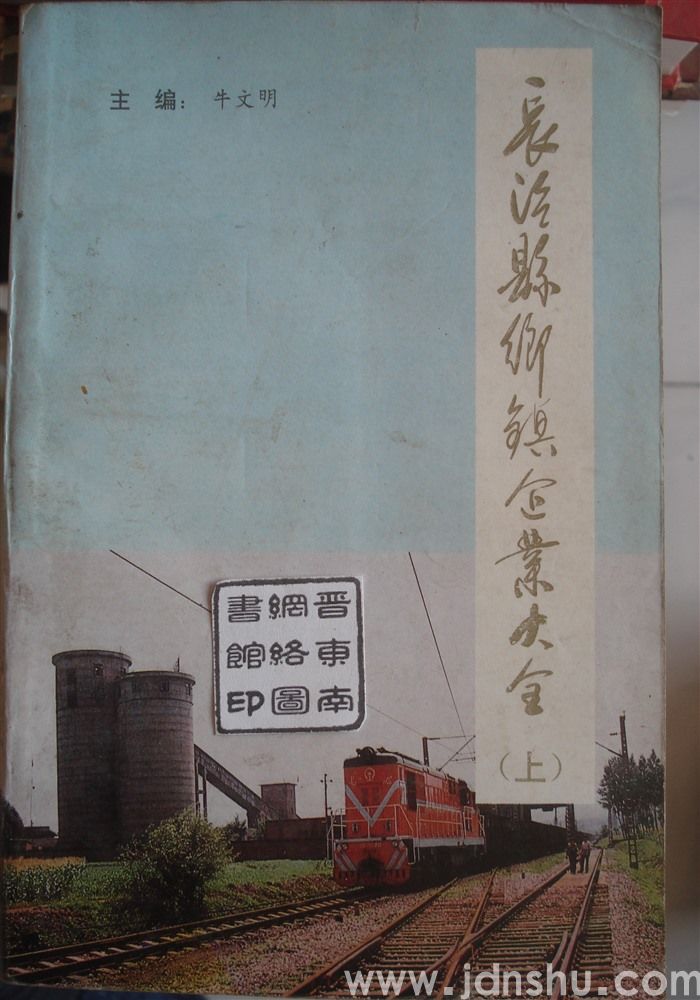 主 编：牛文明
長治縣鄉鎮企業大全
（上）
晋東南
網絡圖
書館印
www.jdnshu.com